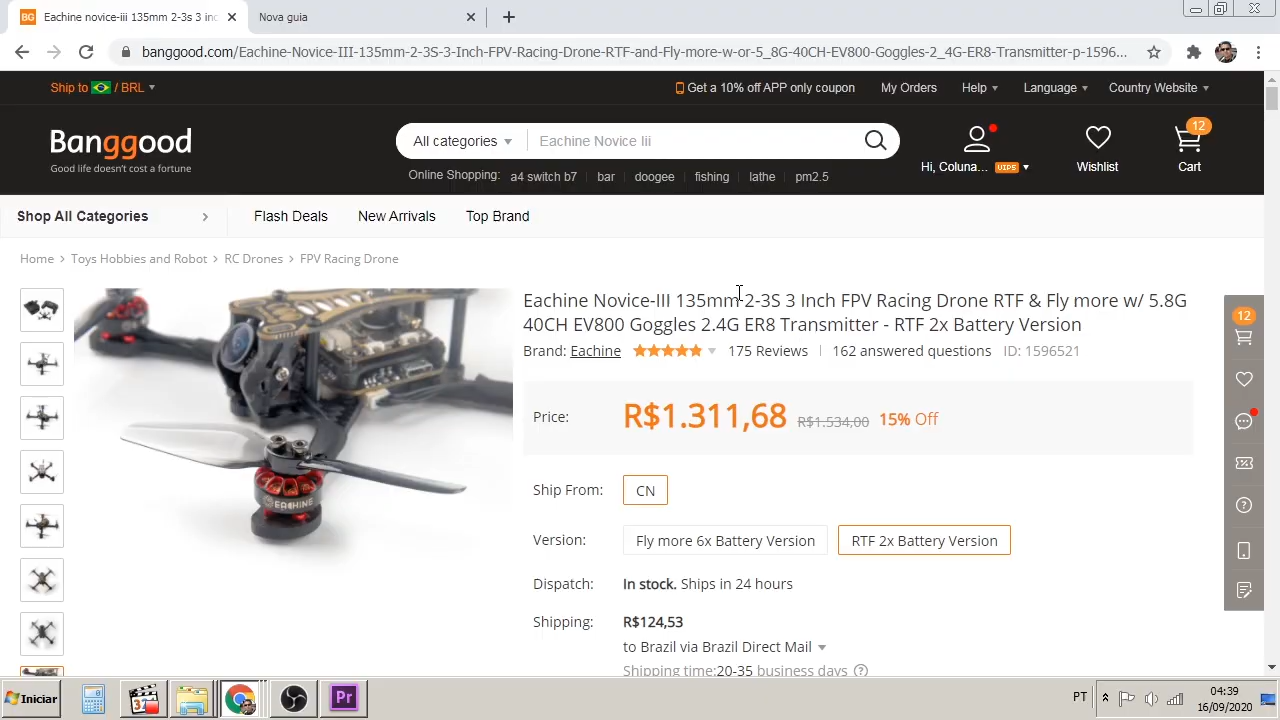 Eachine novice-iii 135mm 2-3s 3 inc
Nova guia
banggood.com/Eachine-Novice-III-135mm-2-3S-3-Inch-FPV-Racing-Drone-RTF-and-Fly-more-w-or-5_8G-40CH-EV800-Goggles-2_4G-ER8-Transmitter-p-1596...
Ship to / BRL
Get a 10% off APP only coupon My Orders Help Language Country Website
Banggood
Good life doesn't cost a fortune
All categories Eachine Novice Iii
Online Shopping: a4 switch b7 bar doogee fishing lathe pm2.5
Hi, Coluna... VIP5
Wishlist
12
Cart
Shop All Categories > Flash Deals New Arrivals Top Brand
Home > Toys Hobbies and Robot > RC Drones > FPV Racing Drone
Eachine Novice-III 135mm 2-3S 3 Inch FPV Racing Drone RTF & Fly more w/ 5.8G
40CH EV800 Goggles 2.4G ER8 Transmitter - RTF 2x Battery Version
Brand: Eachine 175 Reviews 162 answered questions ID: 1596521
Price: R$1.311,68 R$1.534,00 15% Off
Ship From: CN
Version: Fly more 6x Battery Version RTF 2x Battery Version
Dispatch: In stock. Ships in 24 hours
Shipping: R$124,53
to Brazil via Brazil Direct Mail
Shipping time:20-35 business days
EACHINE
12
Iniciar
31
Pr
PT
04:39
16/09/2020